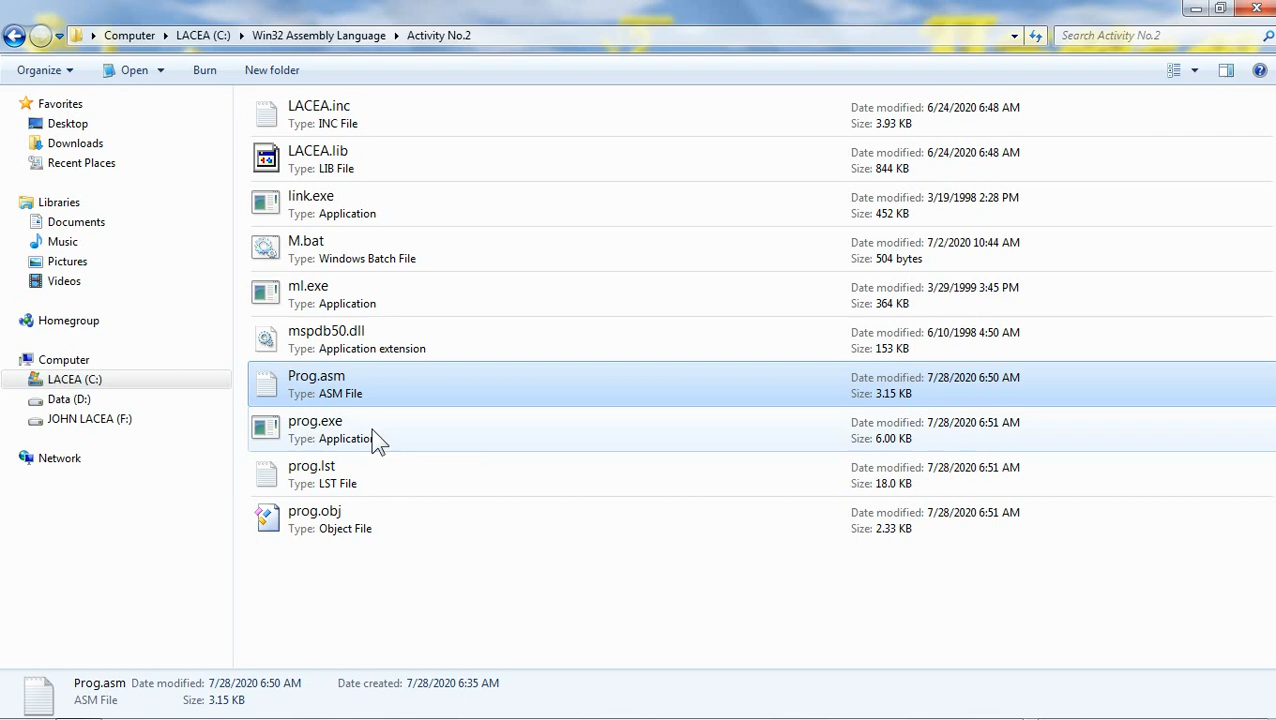 Computer LACEA (C:) Win32 Assembly Language Activity No.2 Search Activity No.2
Organize Open Burn New folder
Favorites
Desktop
Downloads
Recent Places
Libraries
Documents
Music
Pictures
Videos
Homegroup
Computer
LACEA (C:)
Data (D:)
JOHN LACEA (F:)
Network
LACEA.inc Date modified: 6/24/2020 6:48 AM
Type: INC File Size: 3.93 KB
LACEA.lib Date modified: 6/24/2020 6:48 AM
Type: LIB File Size: 844 KB
link.exe Date modified: 3/19/1998 2:28 PM
Type: Application Size: 452 KB
M.bat Date modified: 7/2/2020 10:44 AM
Type: Windows Batch File Size: 504 bytes
ml.exe Date modified: 3/29/1999 3:45 PM
Type: Application Size: 364 KB
mspdb50.dll Date modified: 6/10/1998 4:50 AM
Type: Application extension Size: 153 KB
Prog.asm Date modified: 7/28/2020 6:50 AM
Type: ASM File Size: 3.15 KB
prog.exe Date modified: 7/28/2020 6:51 AM
Type: Application Size: 6.00 KB
prog.lst Date modified: 7/28/2020 6:51 AM
Type: LST File Size: 18.0 KB
prog.obj Date modified: 7/28/2020 6:51 AM
Type: Object File Size: 2.33 KB
Prog.asm Date modified: 7/28/2020 6:50 AM Date created: 7/28/2020 6:35 AM
ASM File Size: 3.15 KB